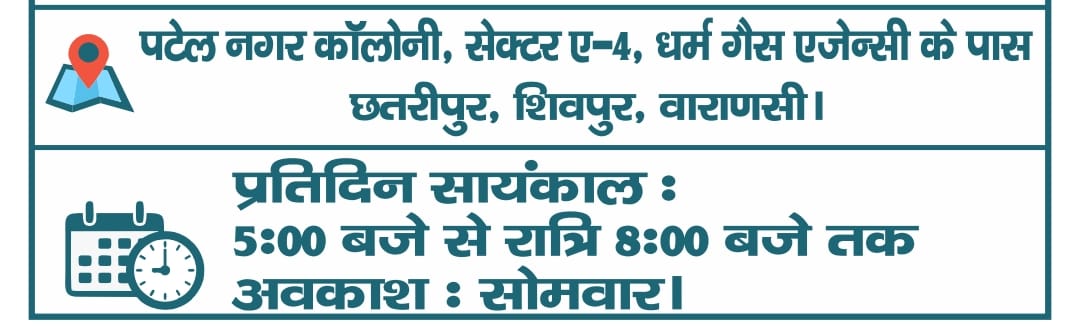 पटेल नगर कॉलोनी, सेक्टर ए-4, धर्म गैस एजेन्सी के पास
छतरीपुर, शिवपुर, वाराणसी।
प्रतिदिन सायंकाल :
5:00 बजे से रात्रि 8:00 बजे तक
अवकाश : सोमवार।